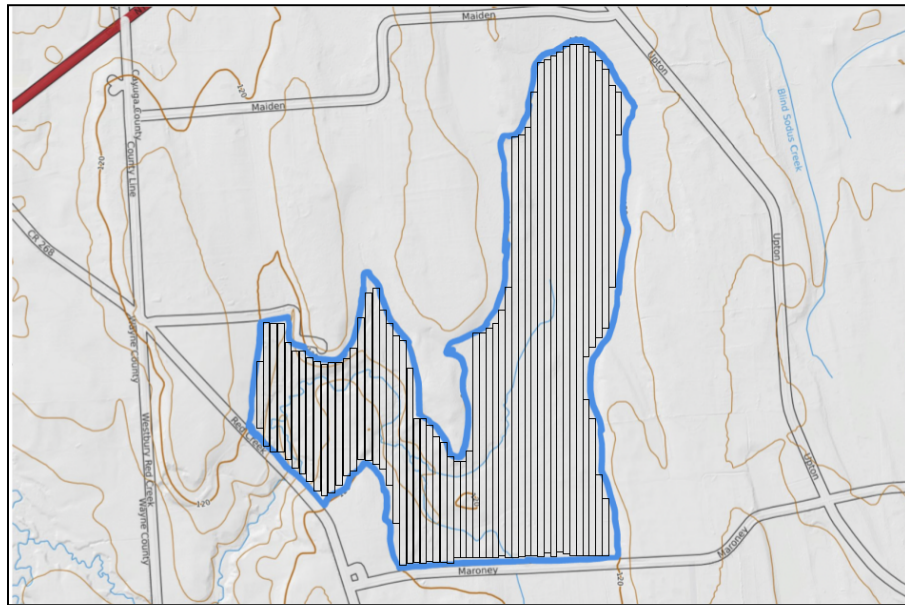 Maiden
Upton
Cayuga County
120
Maiden
Blind Sodus Creek
County Line
120
CR 268
Upton
Wayne County
Westbury Red Creek
Red Creek
Upton
120
Wayne County
Maroney
Maroney
120